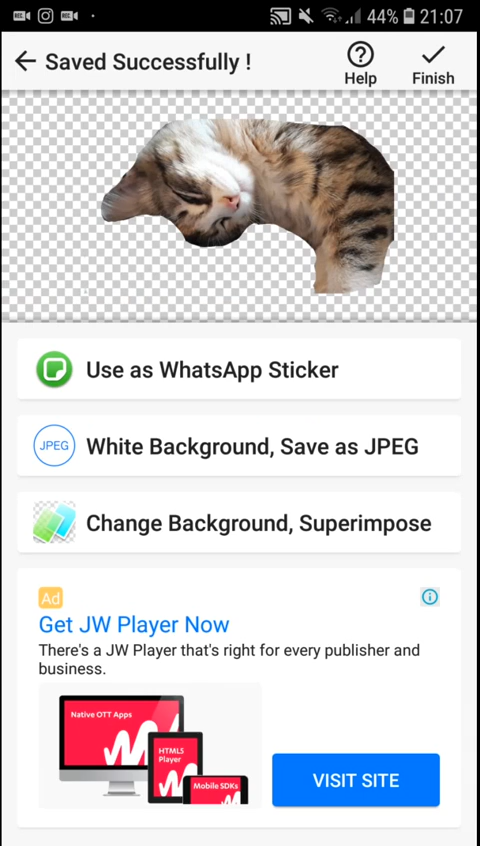 REC REC 44% 21:07
Saved Successfully !
Help
Finish
Use as WhatsApp Sticker
JPEG
White Background, Save as JPEG
Change Background, Superimpose
Ad
Get JW Player Now
There's a JW Player that's right for every publisher and
business.
Native OTT Apps
HTML5
Player
Mobile SDKs
VISIT SITE